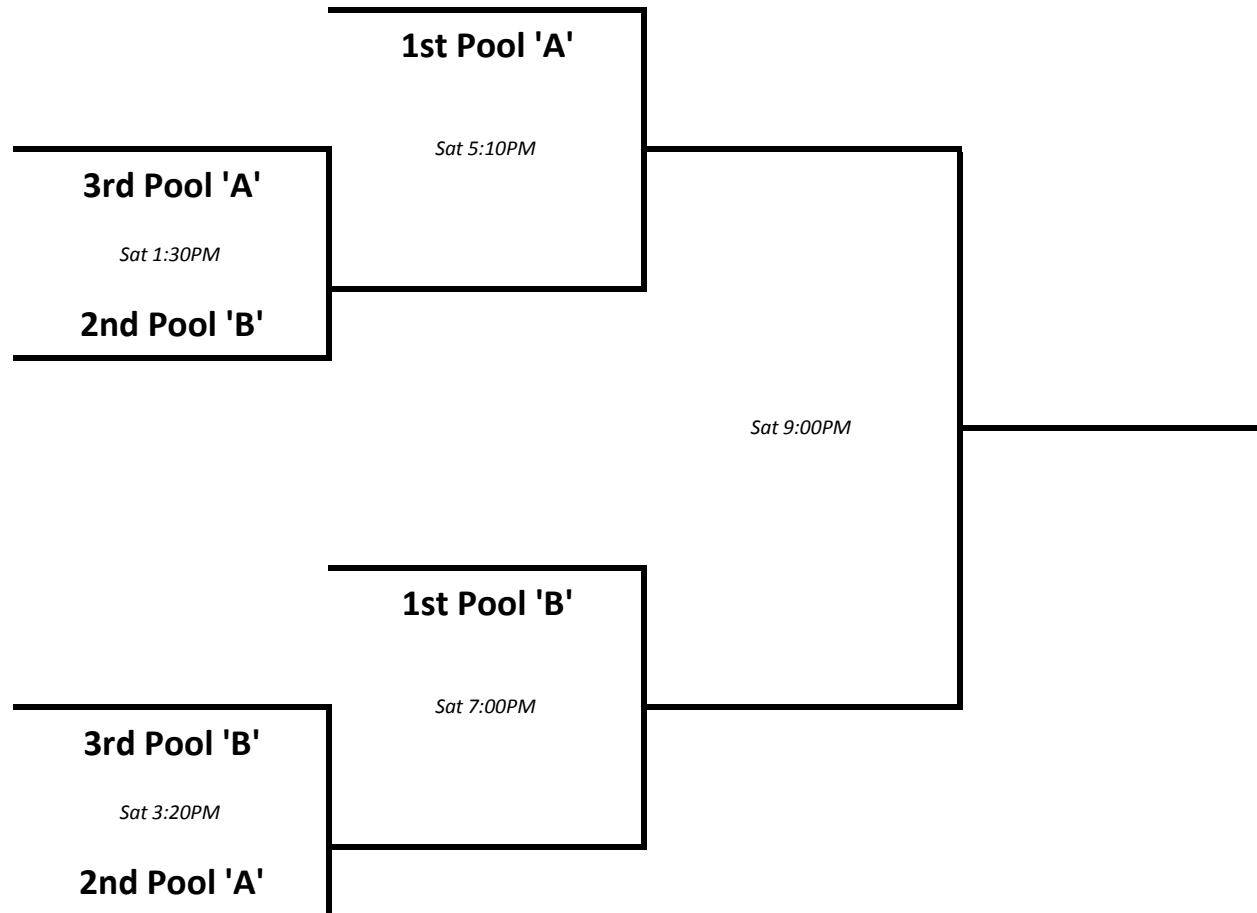 1st Pool 'A'
Sat 5:10PM
3rd Pool 'A'
Sat 1:30PM
2nd Pool 'B'
Sat 9:00PM
1st Pool 'B'
Sat 7:00PM
3rd Pool 'B'
Sat 3:20PM
2nd Pool 'A'